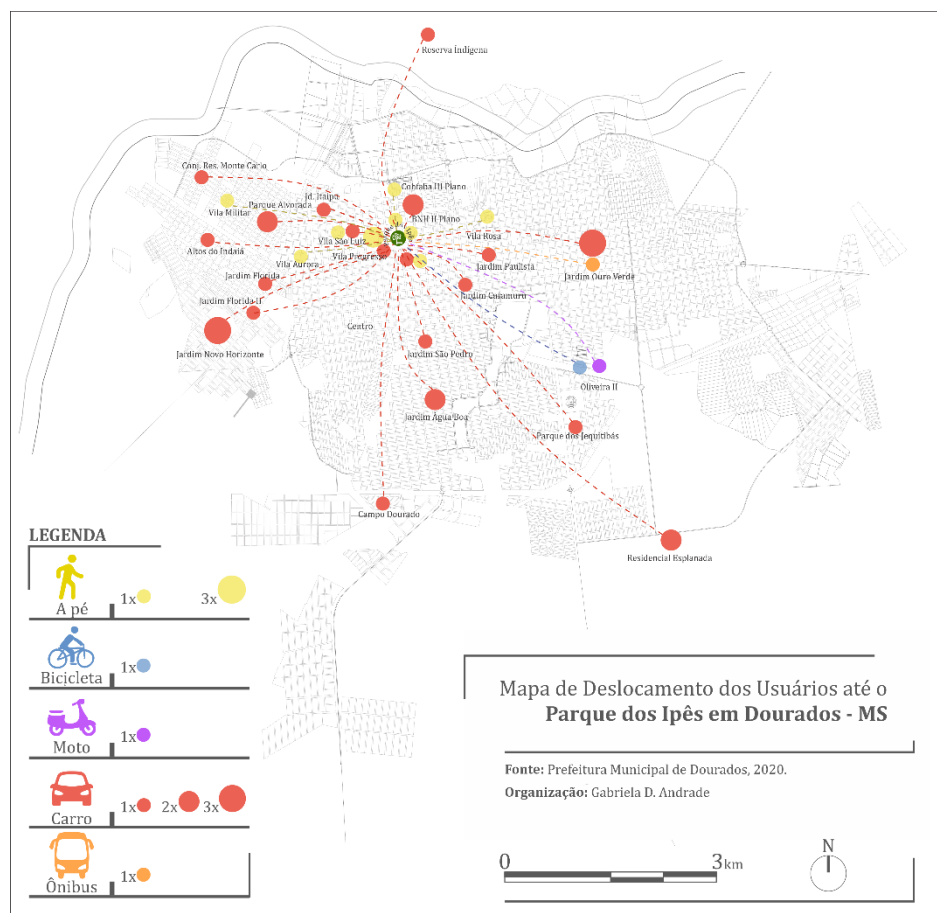 Reserva Indígena
Conj. Res. Monte Carlo
Cohfaba III Plano
Jd. Itaipu
Parque Alvorada
Vila Militar
BNH II Plano
Vila São Luiz
Vila Rosa
Altos do Indaiá
Vila Progresso
Vila Aurora
Jardim Paulista
Jardim Ouro Verde
Jardim Florida
Jardim Florida II
Jardim Caramuru
Centro
Jardim Novo Horizonte
Jardim São Pedro
Oliveira II
Jardim Água Boa
Parque dos Jequitibás
Campo Dourado
Residencial Esplanada
LEGENDA
A pé 1x 3x
Bicicleta 1x
Moto 1x
Carro 1x 2x 3x
Ônibus 1x
Mapa de Deslocamento dos Usuários até o
Parque dos Ipês em Dourados - MS
Fonte: Prefeitura Municipal de Dourados, 2020.
Organização: Gabriela D. Andrade
0 3 km
N